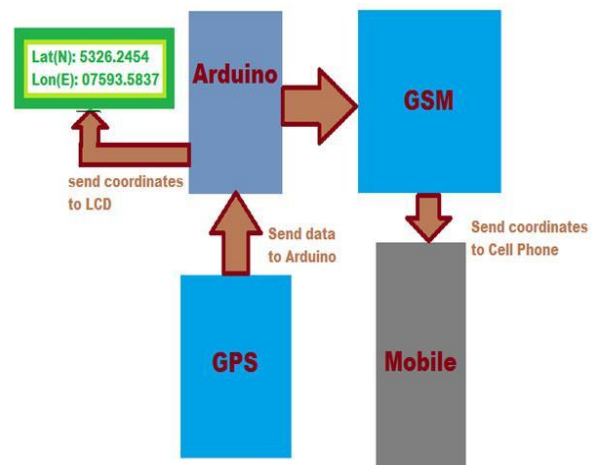 Lat(N): 5326.2454
Lon(E): 07593.5837
Arduino
GSM
send coordinates
to LCD
Send data
to Arduino
Send coordinates
to Cell Phone
GPS
Mobile